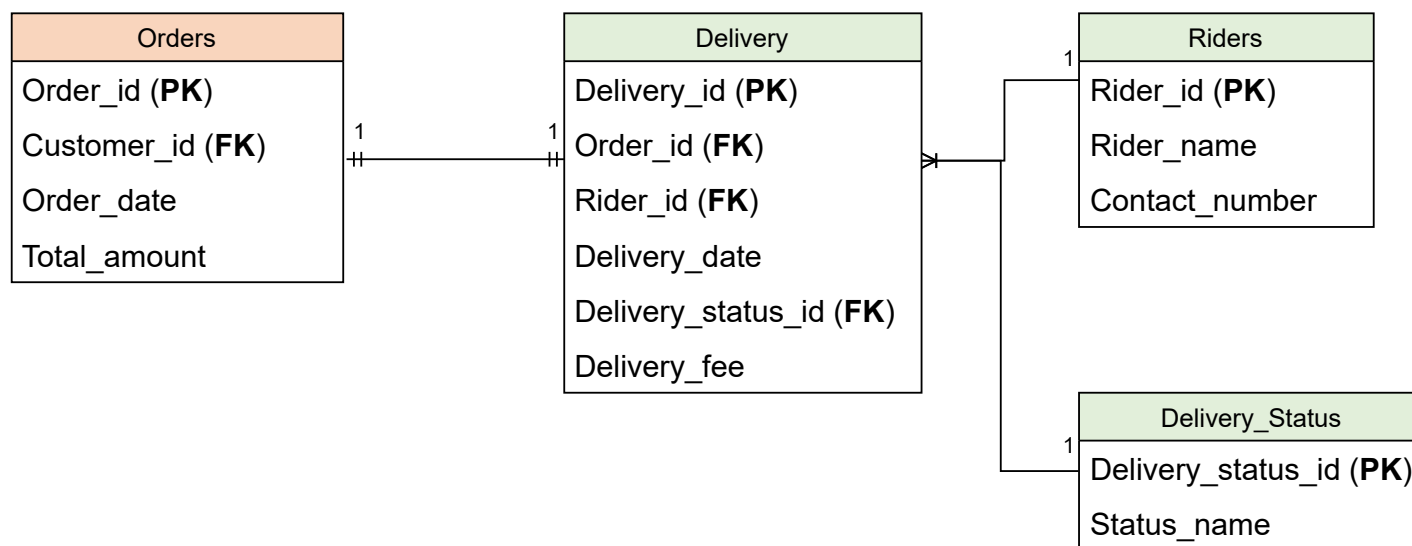 Orders
Order_id (PK)
Customer_id (FK)
Order_date
Total_amount
1
1
Delivery
Delivery_id (PK)
Order_id (FK)
Rider_id (FK)
Delivery_date
Delivery_status_id (FK)
Delivery_fee
1
Riders
Rider_id (PK)
Rider_name
Contact_number
1
Delivery_Status
Delivery_status_id (PK)
Status_name